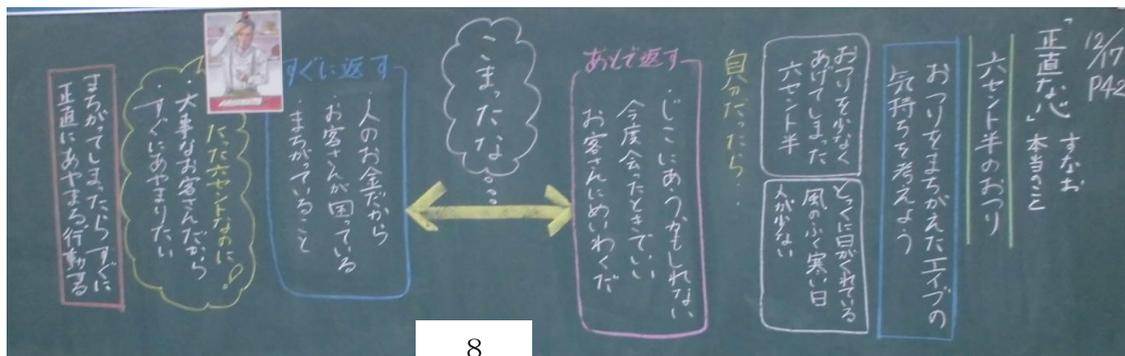 12/17
P42
「正直な心」
すなお
本当のこと
六セント半のおつり
おつりをまちがえたエイブの
気持ちを考えよう
おつりを少なく
あげてしまった
六セント半
とっくに日がくれている
風のふく寒い日
人が少ない
自分だったら・・
あとで返す
・じこにあうかもしれない
今度会ったときでいい
お客さんにめいわくだ
こまったな。。
すぐに返す
・人のお金だから
お客さんが困っている
・まちがっていること
たった六セントなのに
・大事なお客さんだから
・すぐにあやまりたい
まちがってしまったらすぐに
正直にあやまる、行動する
8